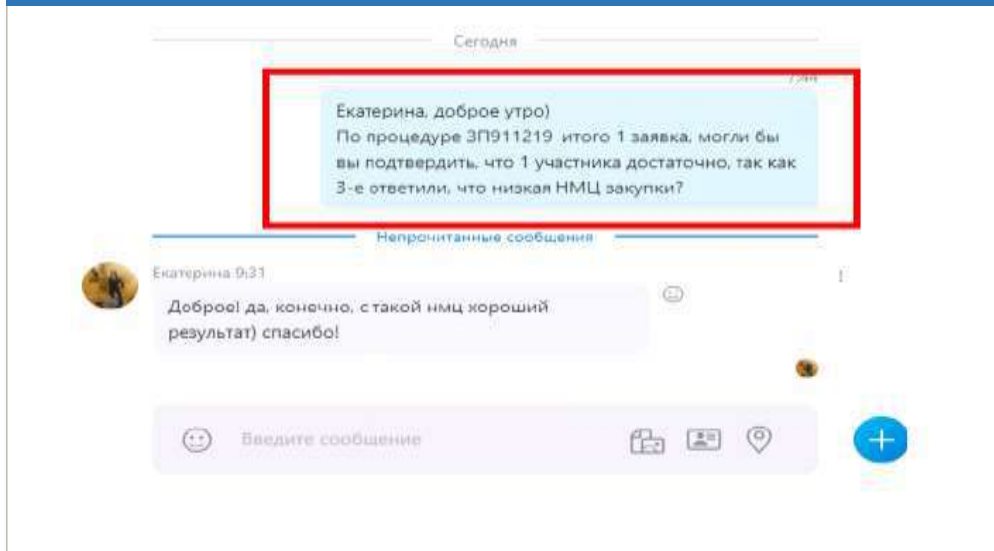 Сегодня
7:44
Екатерина, доброе утро)
По процедуре ЗП911219 итого 1 заявка, могли бы
вы подтвердить, что 1 участника достаточно, так как
3-е ответили, что низкая НМЦ закупки?
Непрочитанные сообщения
Екатерина 9:31
Доброе! да, конечно, с такой нмц хороший
результат) спасибо!
Введите сообщение